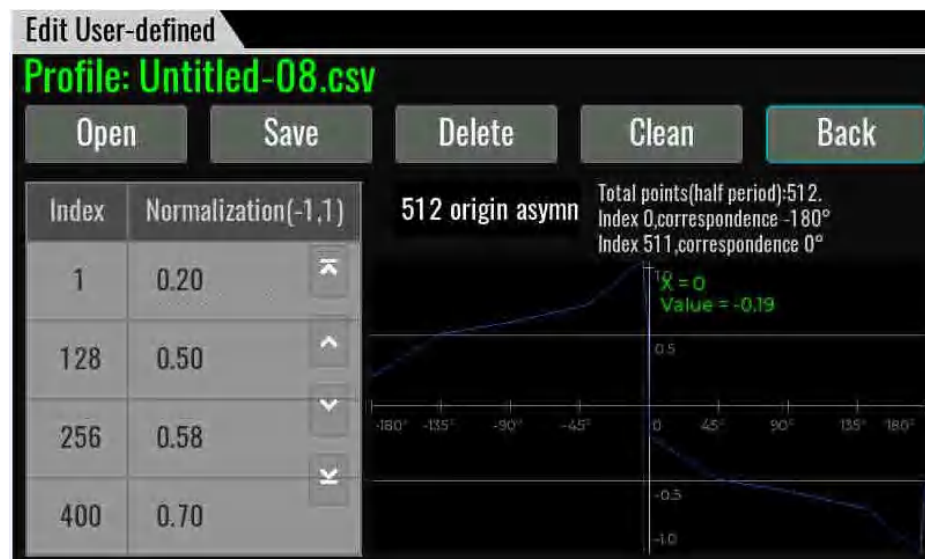 Edit User-defined
Profile: Untitled-08.csv
Open Save Delete Clean Back
Index Normalization(-1,1)
1 0.20
128 0.50
256 0.58
400 0.70
512 origin asymn
Total points(half period):512.
Index 0,correspondence -180°
Index 511,correspondence 0°
1.0
X = 0
Value = -0.19
0.5
-180° -135° -90° -45° 0 45° 90° 135° 180°
-0.5
-1.0